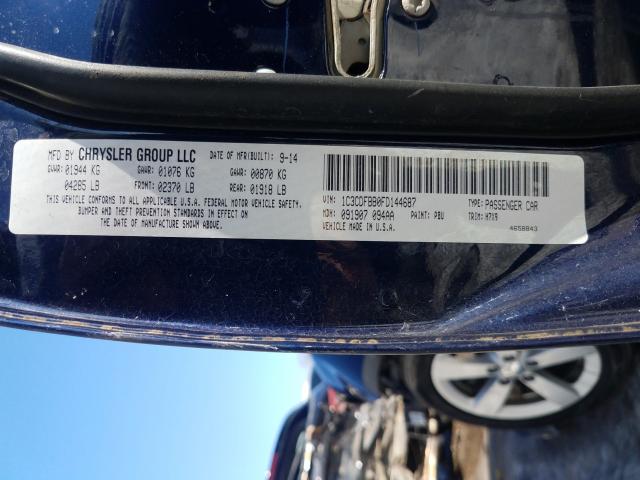 MFD BY CHRYSLER GROUP LLC DATE OF MFR(BUILT): 9-14
GVWR:01944 KG GAWR:01076 KG GAWR:00870 KG
04285 LB FRONT:02370 LB REAR:01918 LB
THIS VEHICLE CONFORMS TO ALL APPLICABLE U.S.A. FEDERAL MOTOR VEHICLE SAFETY,
BUMPER AND THEFT PREVENTION STANDARDS IN EFFECT ON
THE DATE OF MANUFACTURE SHOWN ABOVE.
VIN: 1C3CDFBB0FD144687 TYPE:PASSENGER CAR
MDH: 091907 094AA PAINT: PBU TRIM: H7X9
VEHICLE MADE IN U.S.A. 4658843